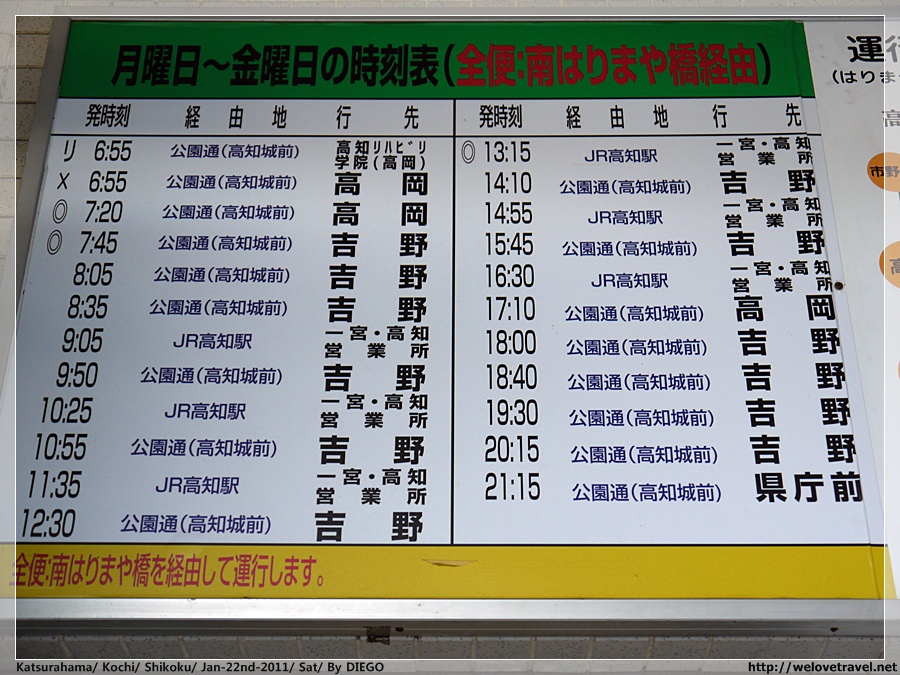 月曜日～金曜日の時刻表(全便:南はりまや橋経由)
発時刻 経由地 行先
リ 6:55 公園通(高知城前) 高知リハビリ学院(高岡)
× 6:55 公園通(高知城前) 高岡
◎ 7:20 公園通(高知城前) 高岡
◎ 7:45 公園通(高知城前) 吉野
8:05 公園通(高知城前) 吉野
8:35 公園通(高知城前) 吉野
9:05 JR高知駅 一宮・高知営業所
9:50 公園通(高知城前) 吉野
10:25 JR高知駅 一宮・高知営業所
10:55 公園通(高知城前) 吉野
11:35 JR高知駅 一宮・高知営業所
12:30 公園通(高知城前) 吉野
発時刻 経由地 行先
◎ 13:15 JR高知駅 一宮・高知営業所
14:10 公園通(高知城前) 吉野
14:55 JR高知駅 一宮・高知営業所
15:45 公園通(高知城前) 吉野
16:30 JR高知駅 一宮・高知営業所
17:10 公園通(高知城前) 高岡
18:00 公園通(高知城前) 吉野
18:40 公園通(高知城前) 吉野
19:30 公園通(高知城前) 吉野
20:15 公園通(高知城前) 吉野
21:15 公園通(高知城前) 県庁前
全便:南はりまや橋を経由して運行します。
運行
(はりま
高
市野
高
Katsurahama/ Kochi/ Shikoku/ Jan-22nd-2011/ Sat/ By DIEGO
http://welovetravel.net